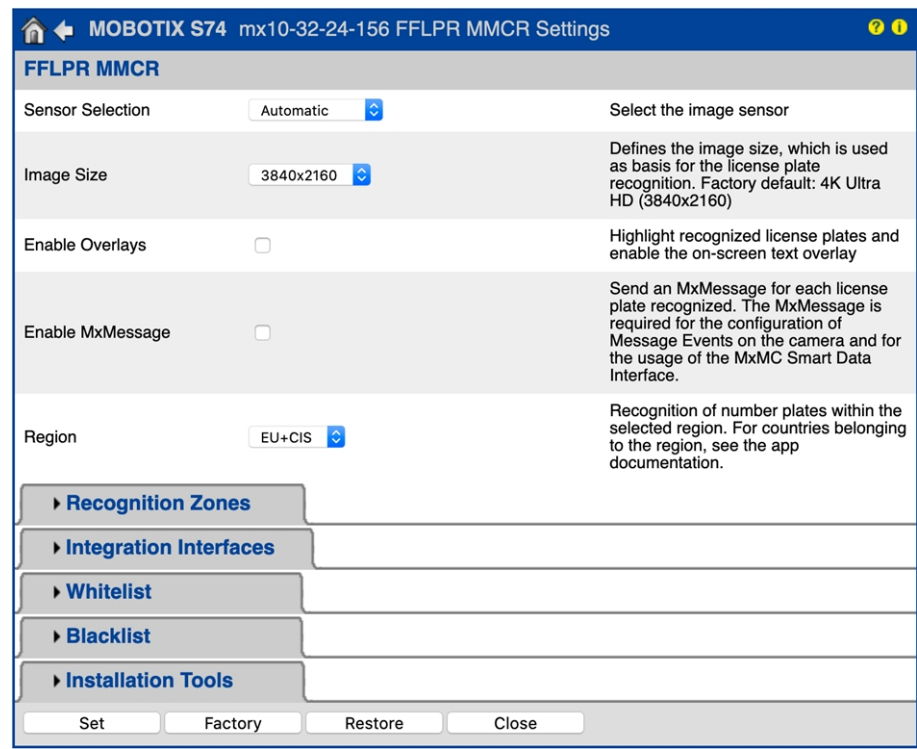 MOBOTIX S74 mx10-32-24-156 FFLPR MMCR Settings ? i
FFLPR MMCR
Sensor Selection Automatic Select the image sensor
Image Size 3840x2160 Defines the image size, which is used
as basis for the license plate
recognition. Factory default: 4K Ultra
HD (3840x2160)
Enable Overlays Highlight recognized license plates and
enable the on-screen text overlay
Enable MxMessage Send an MxMessage for each license
plate recognized. The MxMessage is
required for the configuration of
Message Events on the camera and for
the usage of the MxMC Smart Data
Interface.
Region EU+CIS Recognition of number plates within the
selected region. For countries belonging
to the region, see the app
documentation.
Recognition Zones
Integration Interfaces
Whitelist
Blacklist
Installation Tools
Set Factory Restore Close